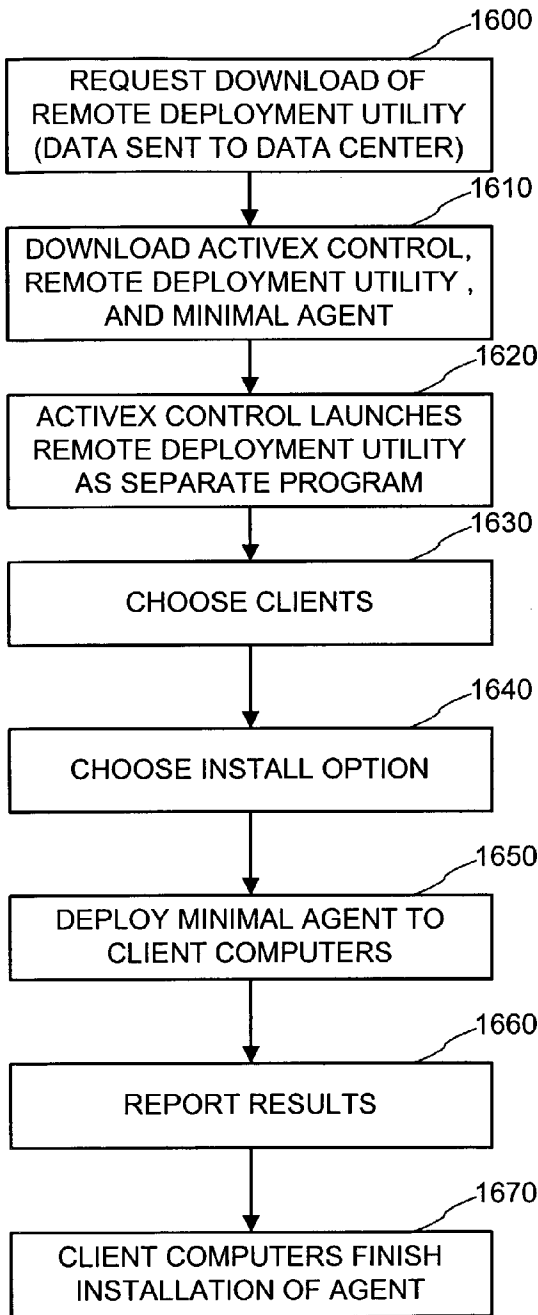 1600
REQUEST DOWNLOAD OF
REMOTE DEPLOYMENT UTILITY
(DATA SENT TO DATA CENTER)
1610
DOWNLOAD ACTIVEX CONTROL,
REMOTE DEPLOYMENT UTILITY ,
AND MINIMAL AGENT
1620
ACTIVEX CONTROL LAUNCHES
REMOTE DEPLOYMENT UTILITY
AS SEPARATE PROGRAM
1630
CHOOSE CLIENTS
1640
CHOOSE INSTALL OPTION
1650
DEPLOY MINIMAL AGENT TO
CLIENT COMPUTERS
1660
REPORT RESULTS
1670
CLIENT COMPUTERS FINISH
INSTALLATION OF AGENT